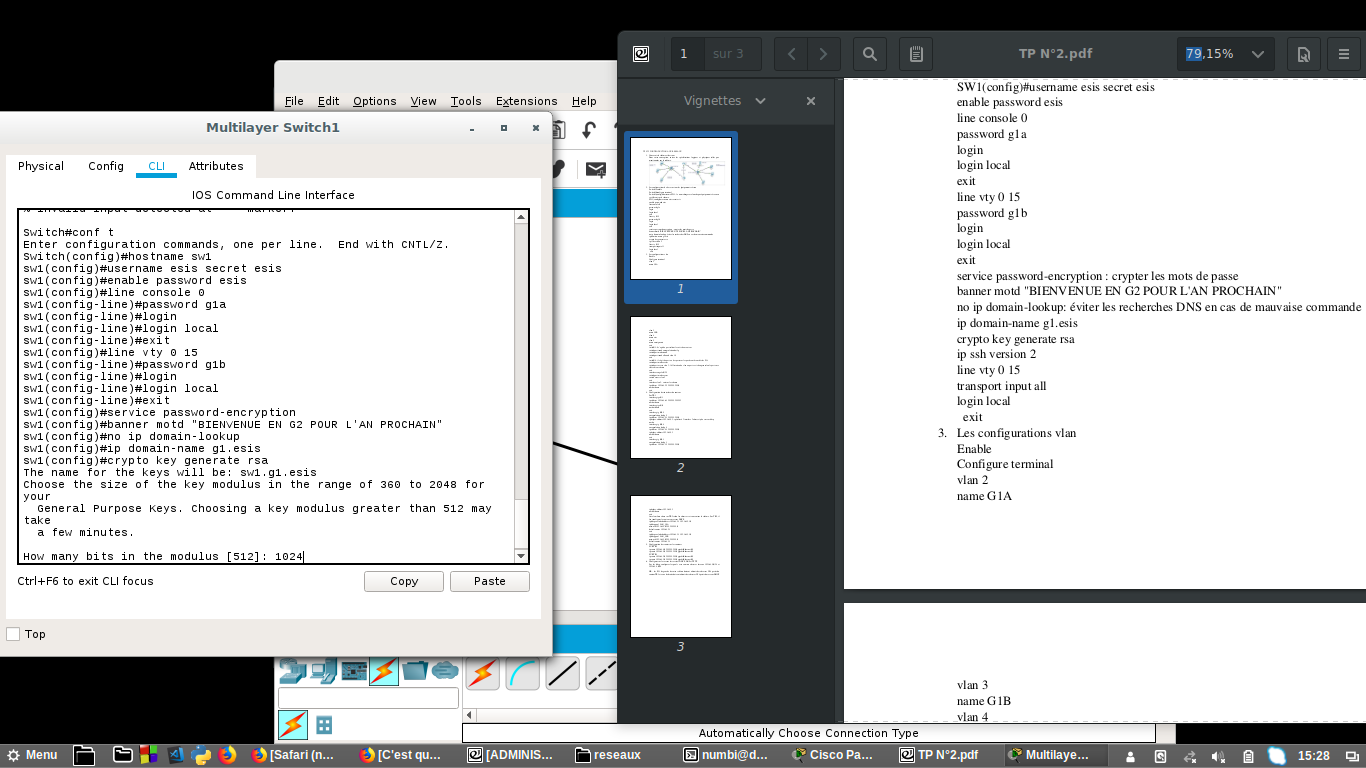 1
sur 3
TP N°2.pdf
79,15%
Vignettes
1
2
3
File Edit Options View Tools Extensions Help
Multilayer Switch1
Physical Config CLI Attributes
IOS Command Line Interface
Switch#conf t
Enter configuration commands, one per line. End with CNTL/Z.
Switch(config)#hostname sw1
sw1(config)#username esis secret esis
sw1(config)#enable password esis
sw1(config)#line console 0
sw1(config-line)#password g1a
sw1(config-line)#login
sw1(config-line)#login local
sw1(config-line)#exit
sw1(config)#line vty 0 15
sw1(config-line)#password g1b
sw1(config-line)#login
sw1(config-line)#login local
sw1(config-line)#exit
sw1(config)#service password-encryption
sw1(config)#banner motd "BIENVENUE EN G2 POUR L'AN PROCHAIN"
sw1(config)#no ip domain-lookup
sw1(config)#ip domain-name g1.esis
sw1(config)#crypto key generate rsa
The name for the keys will be: sw1.g1.esis
Choose the size of the key modulus in the range of 360 to 2048 for
your
General Purpose Keys. Choosing a key modulus greater than 512 may
take
a few minutes.
How many bits in the modulus [512]: 1024
Ctrl+F6 to exit CLI focus
Copy
Paste
Top
SW1(config)#username esis secret esis
enable password esis
line console 0
password g1a
login
login local
exit
line vty 0 15
password g1b
login
login local
exit
service password-encryption : crypter les mots de passe
banner motd "BIENVENUE EN G2 POUR L'AN PROCHAIN"
no ip domain-lookup: éviter les recherches DNS en cas de mauvaise commande
ip domain-name g1.esis
crypto key generate rsa
ip ssh version 2
line vty 0 15
transport input all
login local
exit
3. Les configurations vlan
Enable
Configure terminal
vlan 2
name G1A
vlan 3
name G1B
vlan 4
Automatically Choose Connection Type
Menu
[Safari (n...
[C'est qu...
[ADMINIS...
reseaux
numbi@d...
Cisco Pa...
TP N°2.pdf
Multilaye...
15:28